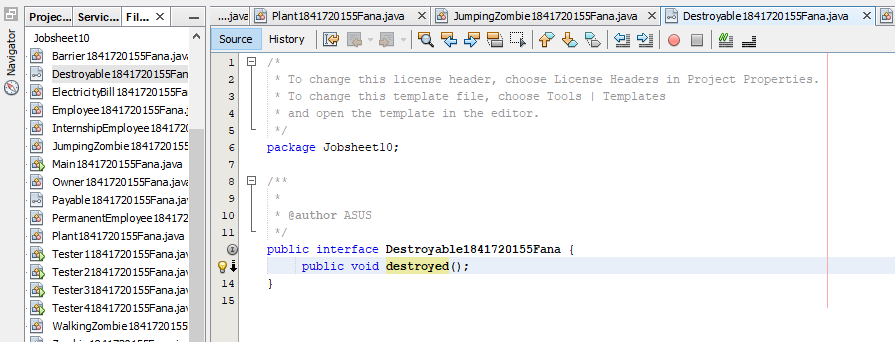 Projec...
Servic...
Fil...
...java
Plant1841720155Fana.java
JumpingZombie1841720155Fana.java
Destroyable1841720155Fana.java
Navigator
Jobsheet10
Barrier1841720155Fana.java
Destroyable1841720155Fan
ElectricityBill1841720155Fa
Employee1841720155Fana.
InternshipEmployee184172
JumpingZombie184172015
Main1841720155Fana.java
Owner1841720155Fana.java
Payable1841720155Fana.jav
PermanentEmployee184172
Plant1841720155Fana.java
Tester11841720155Fana.jav
Tester21841720155Fana.jav
Tester31841720155Fana.jav
Tester41841720155Fana.jav
WalkingZombie184172015
Source
History
1 /*
2 * To change this license header, choose License Headers in Project Properties.
3 * To change this template file, choose Tools | Templates
4 * and open the template in the editor.
5 */
6 package Jobsheet10;
7
8 /**
9 *
10 * @author ASUS
11 */
public interface Destroyable1841720155Fana {
public void destroyed();
14 }
15